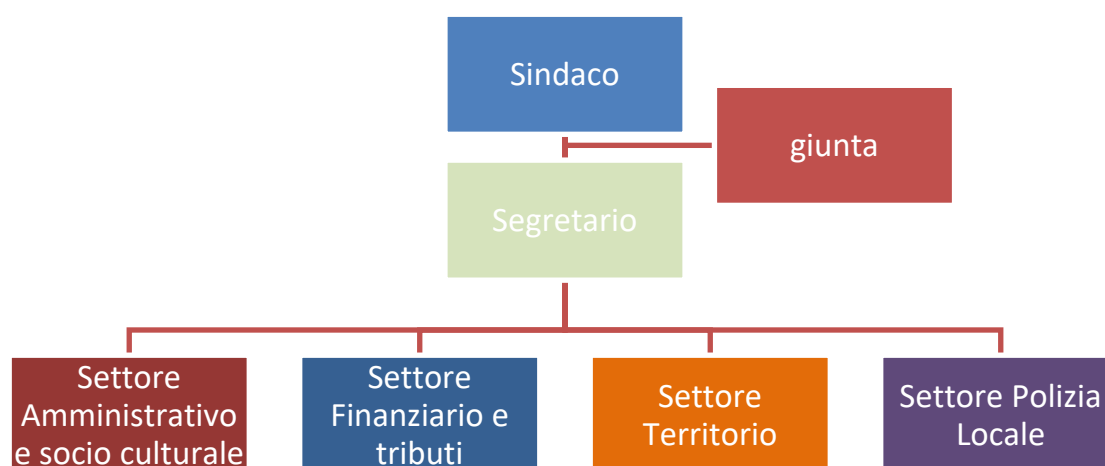 Sindaco
giunta
Segretario
Settore
Amministrativo
e socio culturale
Settore
Finanziario e
tributi
Settore
Territorio
Settore Polizia
Locale